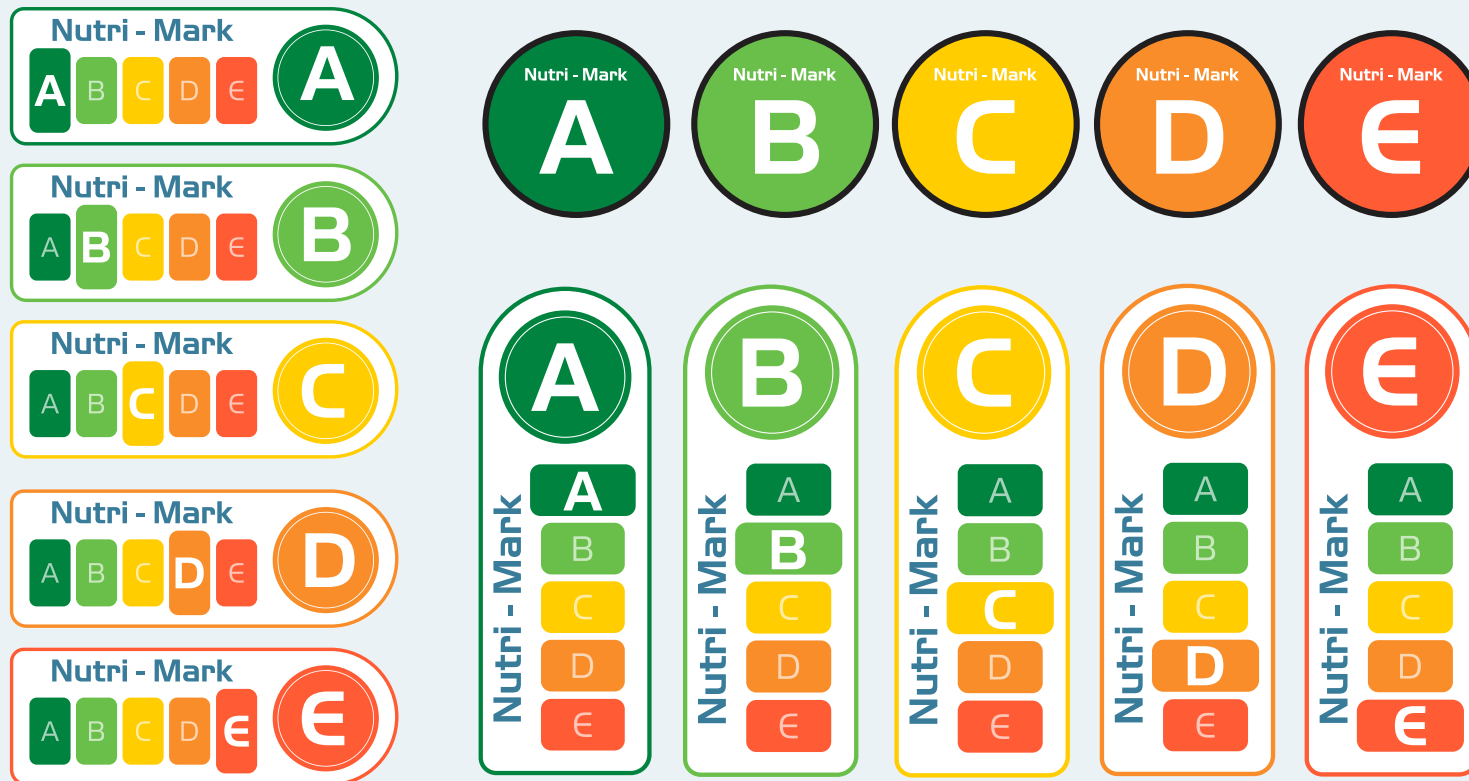 Nutri - Mark
A B C D E A
Nutri - Mark
A B C D E B
Nutri - Mark
A B C D E C
Nutri - Mark
A B C D E D
Nutri - Mark
A B C D E E
Nutri - Mark
A
Nutri - Mark
B
Nutri - Mark
C
Nutri - Mark
D
Nutri - Mark
E
A
Nutri - Mark
A
B
C
D
E
B
Nutri - Mark
A
B
C
D
E
C
Nutri - Mark
A
B
C
D
E
D
Nutri - Mark
A
B
C
D
E
E
Nutri - Mark
A
B
C
D
E